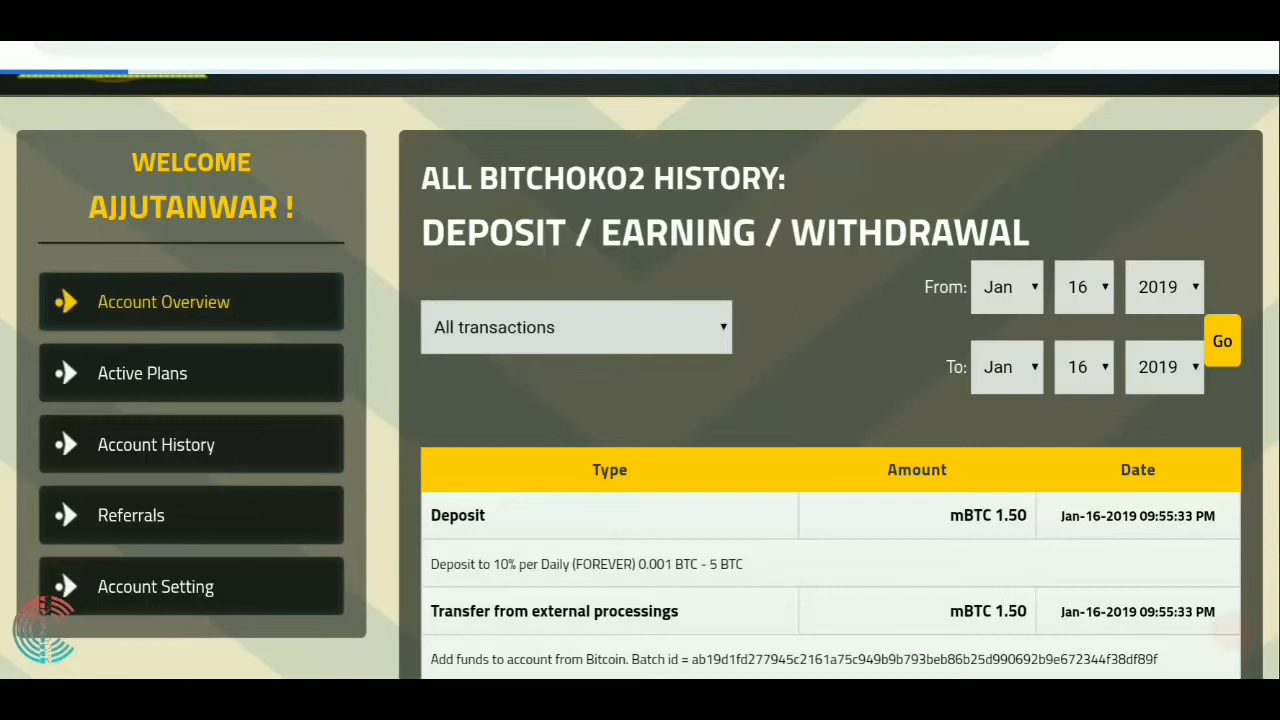 WELCOME
AJJUTANWAR !
Account Overview
Active Plans
Account History
Referrals
Account Setting
ALL BITCHOKO2 HISTORY:
DEPOSIT / EARNING / WITHDRAWAL
All transactions
From: Jan 16 2019
Go
To: Jan 16 2019
Type Amount Date
Deposit mBTC 1.50 Jan-16-2019 09:55:33 PM
Deposit to 10% per Daily (FOREVER) 0.001 BTC - 5 BTC
Transfer from external processings mBTC 1.50 Jan-16-2019 09:55:33 PM
Add funds to account from Bitcoin. Batch id = ab19d1fd277945c2161a75c949b9b793beb86b25d990692b9e672344f38df89f